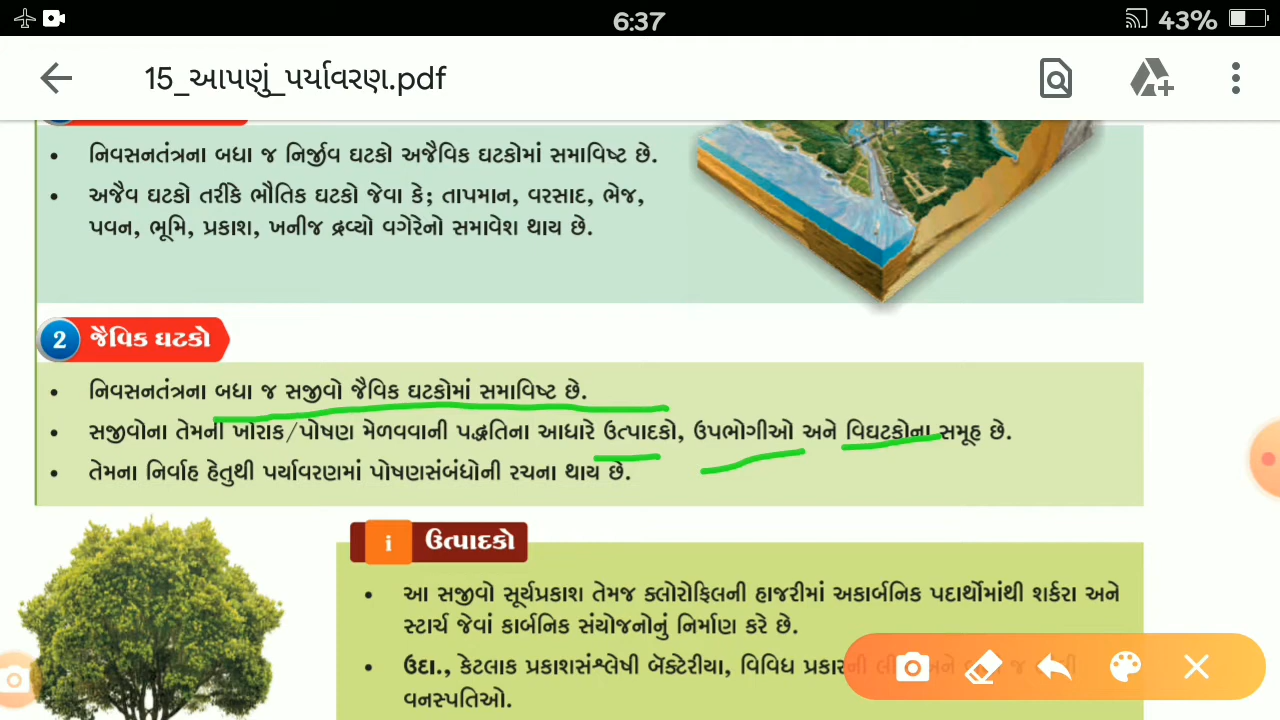 6:37
43%
15_આપણું_પર્યાવરણ.pdf
• નિવસનતંત્રના બધા જ નિર્જીવ ઘટકો અજૈવિક ઘટકોમાં સમાવિષ્ટ છે.
• અજૈવ ઘટકો તરીકે ભૌતિક ઘટકો જેવા કે; તાપમાન, વરસાદ, ભેજ,
પવન, ભૂમિ, પ્રકાશ, ખનીજ દ્રવ્યો વગેરેનો સમાવેશ થાય છે.
2 જૈવિક ઘટકો
• નિવસનતંત્રના બધા જ સજીવો જૈવિક ઘટકોમાં સમાવિષ્ટ છે.
• સજીવોના તેમની ખોરાક/પોષણ મેળવવાની પદ્ધતિના આધારે ઉત્પાદકો, ઉપભોગીઓ અને વિઘટકોના સમૂહ છે.
• તેમના નિર્વાહ હેતુથી પર્યાવરણમાં પોષણસંબંધોની રચના થાય છે.
i ઉત્પાદકો
• આ સજીવો સૂર્યપ્રકાશ તેમજ ક્લોરોફિલની હાજરીમાં અકાર્બનિક પદાર્થોમાંથી શર્કરા અને
સ્ટાર્ચ જેવાં કાર્બનિક સંયોજનોનું નિર્માણ કરે છે.
• ઉદા., કેટલાક પ્રકાશસંશ્લેષી બૅક્ટેરીયા, વિવિધ પ્રકારની
વનસ્પતિઓ.